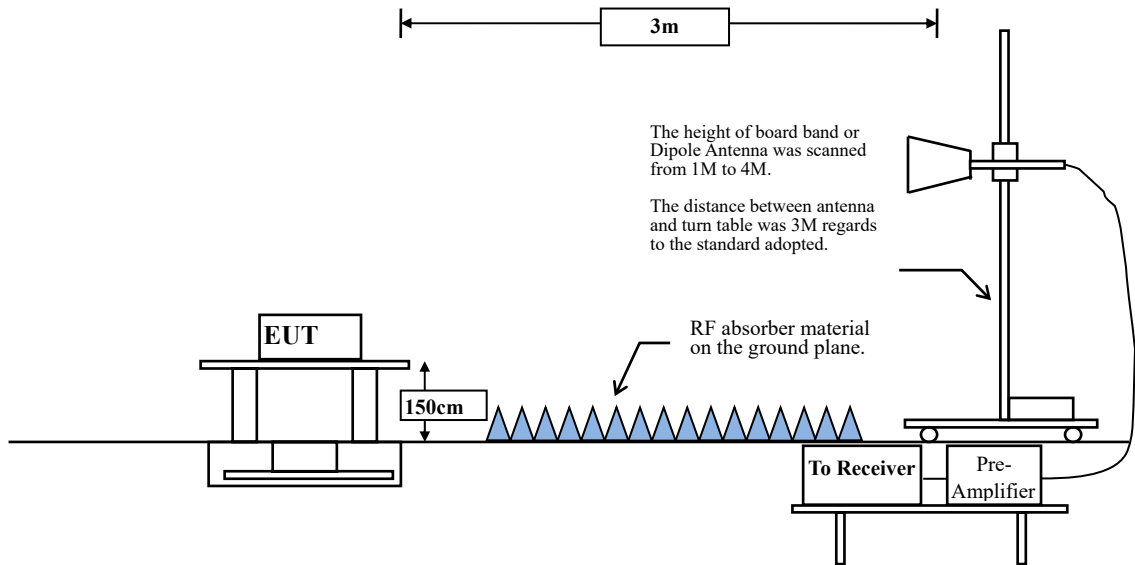 3m
The height of board band or
Dipole Antenna was scanned
from 1M to 4M.
The distance between antenna
and turn table was 3M regards
to the standard adopted.
EUT
RF absorber material
on the ground plane.
150cm
To Receiver
Pre-
Amplifier